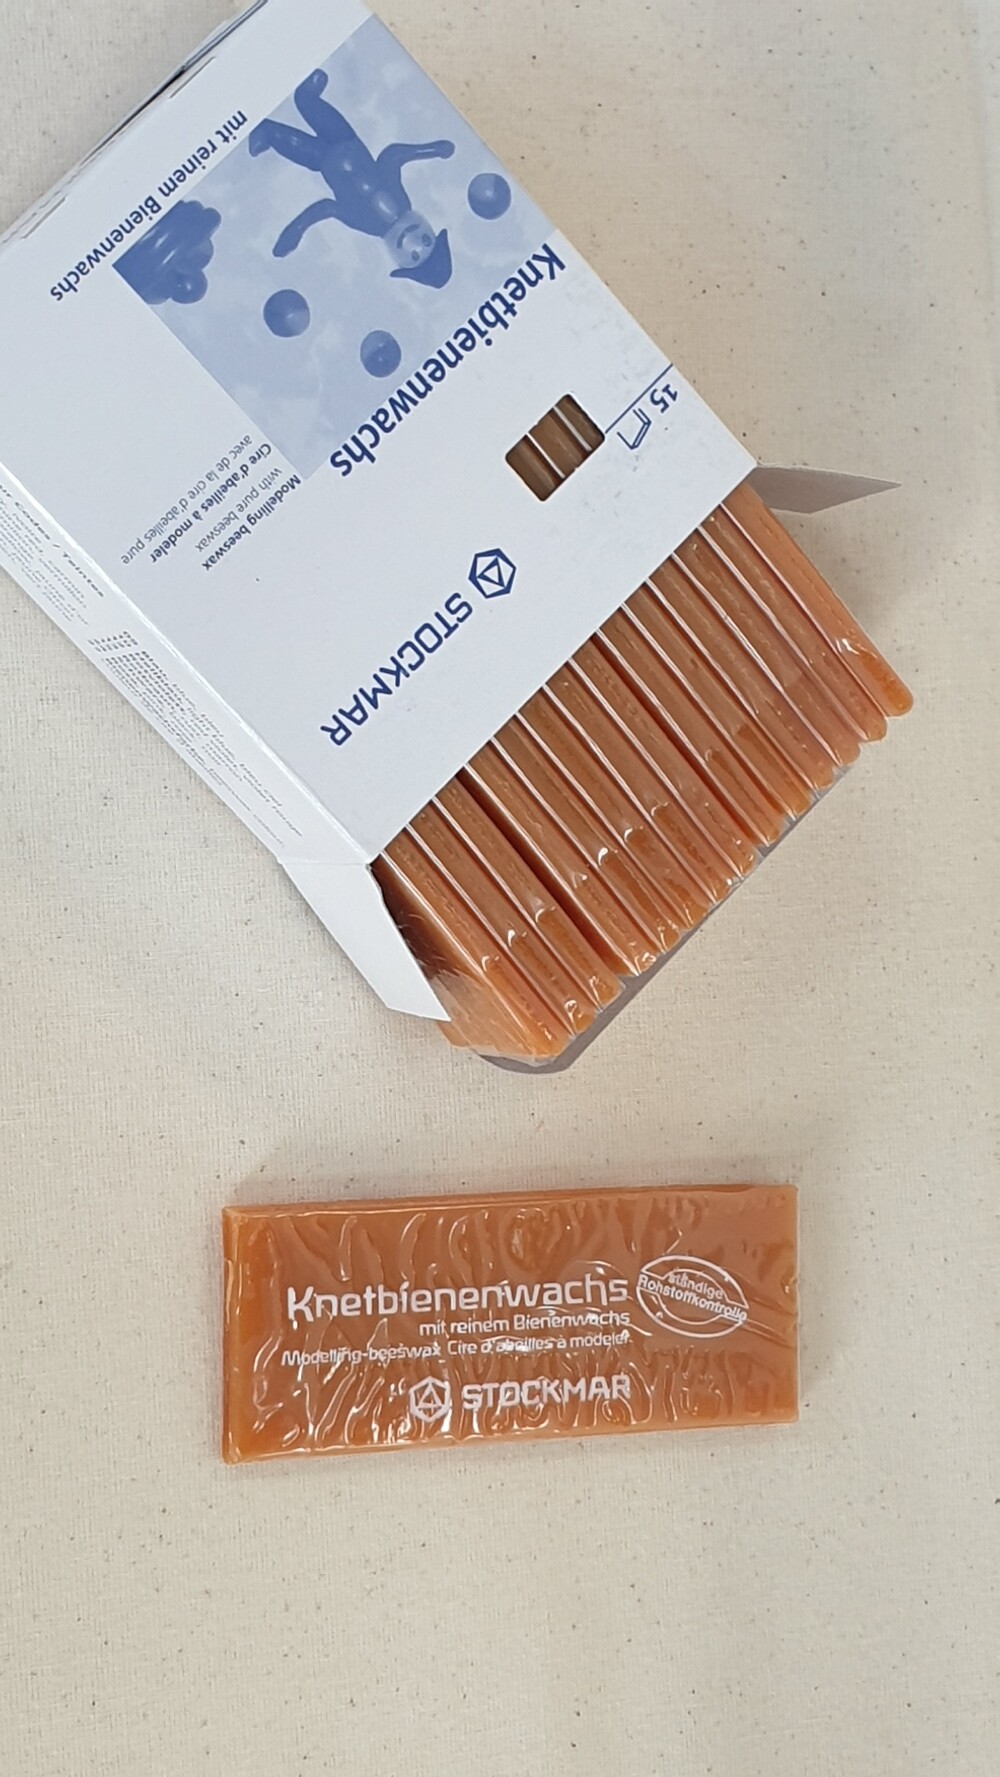 STOCKMAR
15
Knetbienenwachs
Modelling beeswax
with pure beeswax
Cire d'abeilles à modeler
avec de la cire d'abeilles pure
mit reinem Bienenwachs
Knetbienenwachs
mit reinem Bienenwachs
Modelling-beeswax Cire d'abeilles à modeler
STOCKMAR
ständige
Rohstoffkontrolle